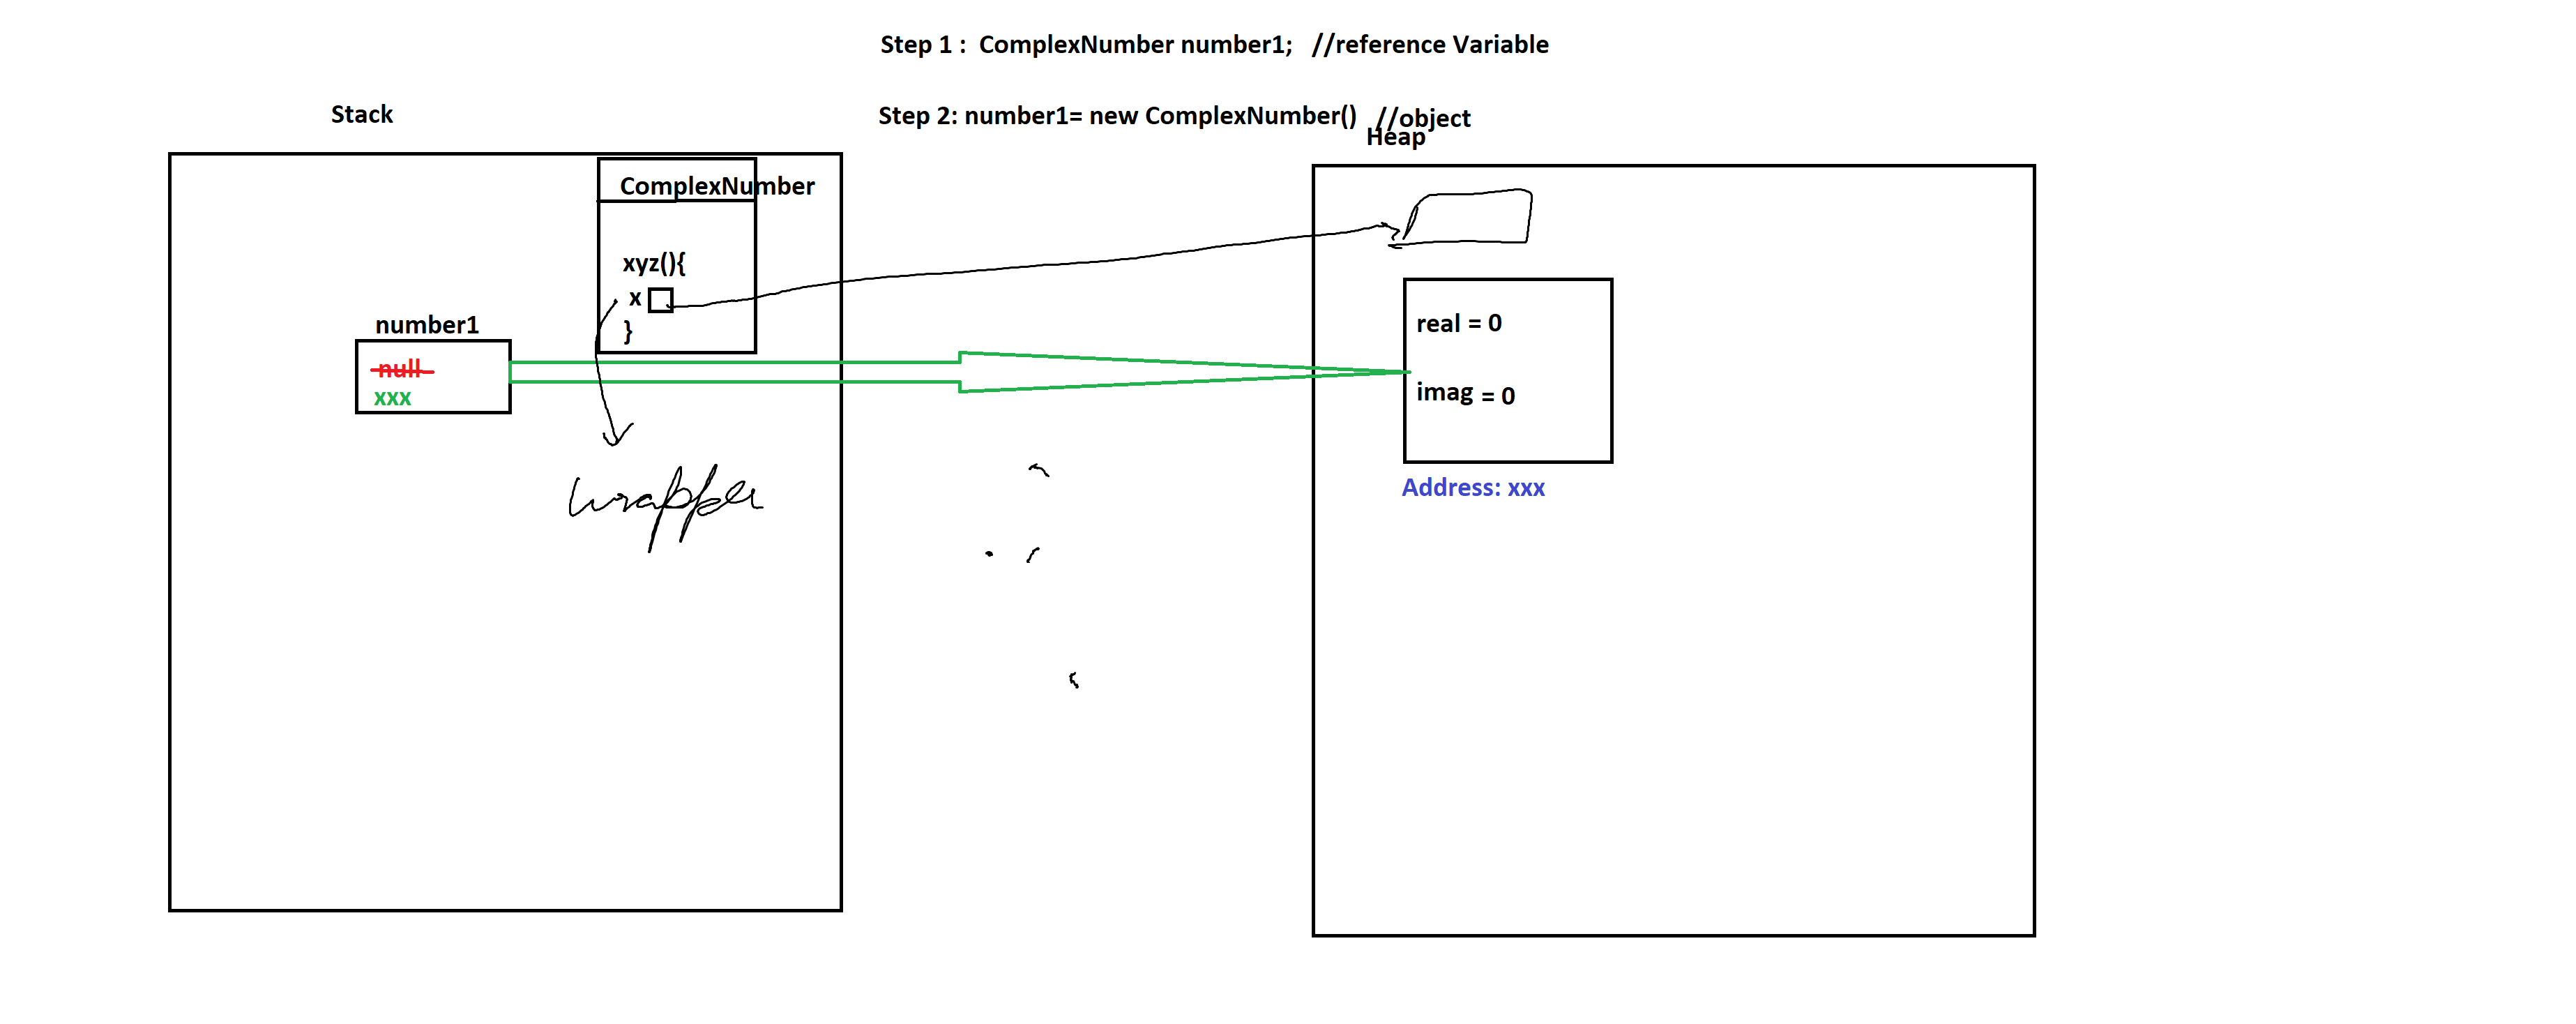 Step 1 :  ComplexNumber number1;   //reference Variable
Step 2: number1= new ComplexNumber()  //object
Stack
Heap
ComplexNumber
xyz(){
x
}
number1
null
xxx
wrapper
real = 0
imag = 0
Address: xxx